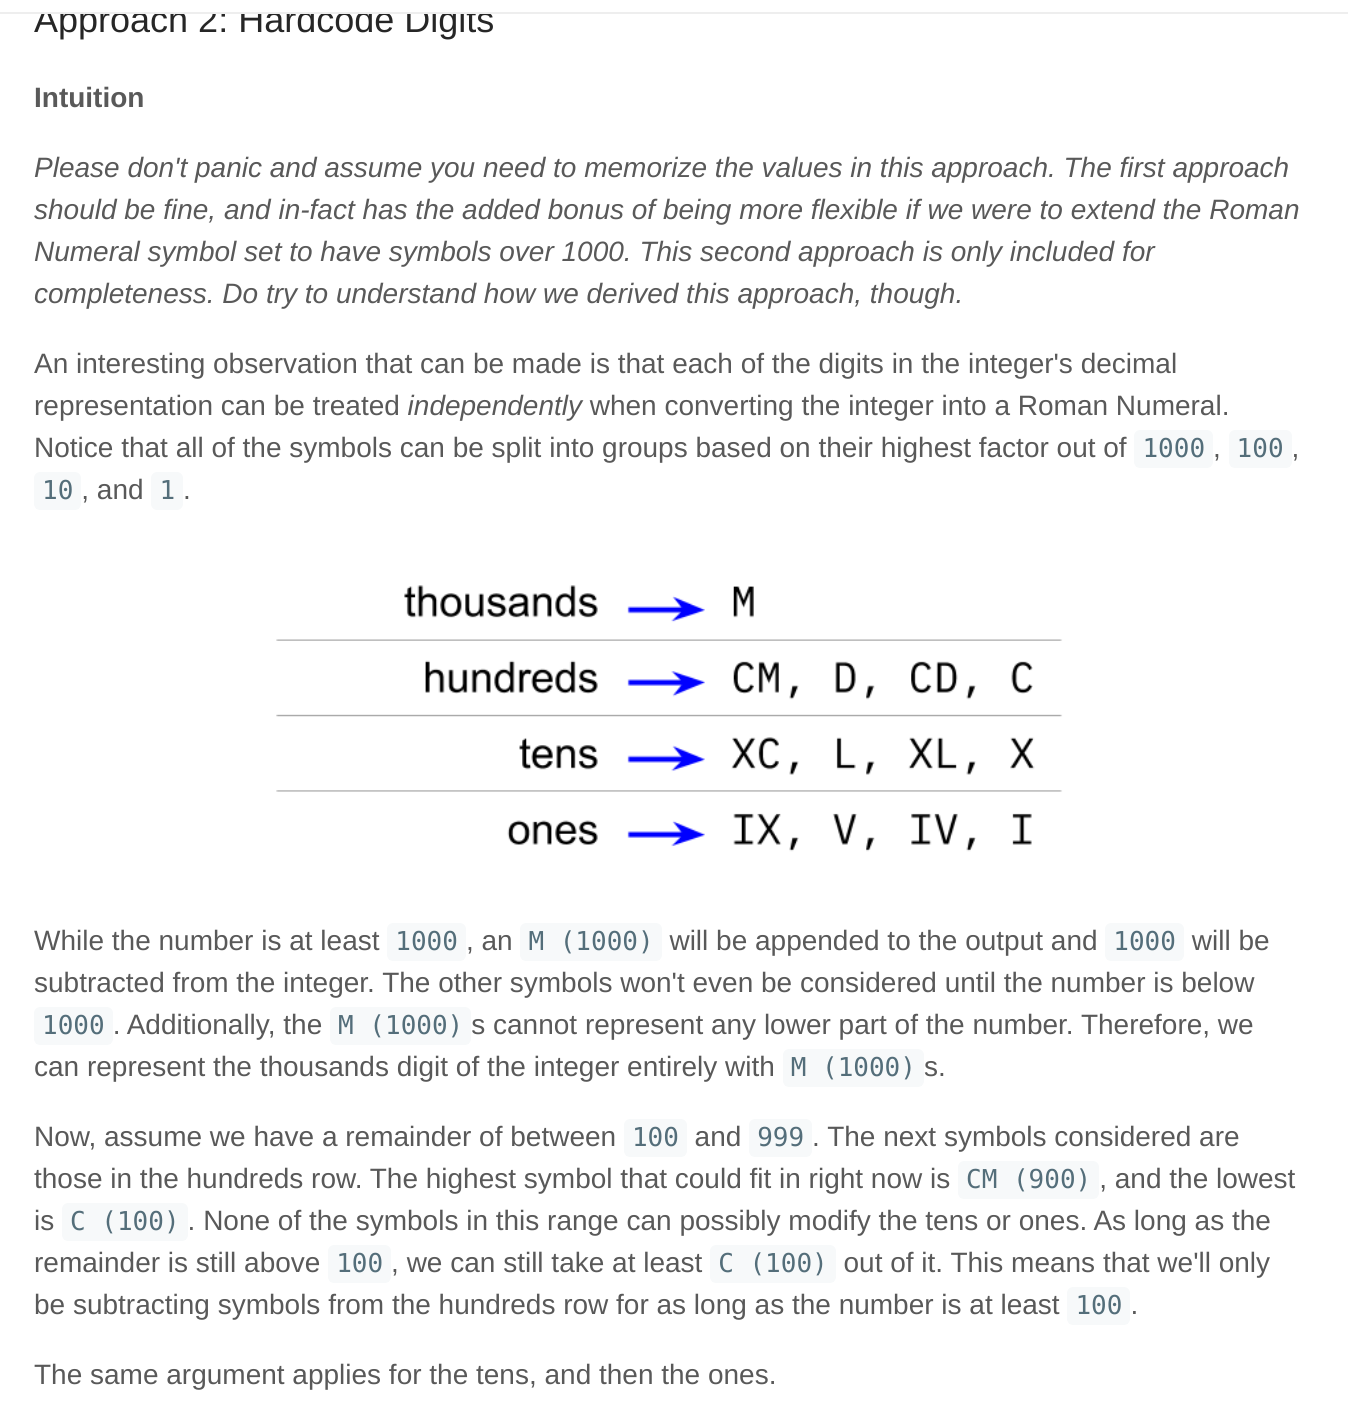 Approach 2: Hardcode Digits
Intuition
Please don't panic and assume you need to memorize the values in this approach. The first approach
should be fine, and in-fact has the added bonus of being more flexible if we were to extend the Roman
Numeral symbol set to have symbols over 1000. This second approach is only included for
completeness. Do try to understand how we derived this approach, though.
An interesting observation that can be made is that each of the digits in the integer's decimal
representation can be treated independently when converting the integer into a Roman Numeral.
Notice that all of the symbols can be split into groups based on their highest factor out of 1000, 100,
10, and 1.
thousands → M
hundreds → CM, D, CD, C
tens → XC, L, XL, X
ones → IX, V, IV, I
While the number is at least 1000, an M (1000) will be appended to the output and 1000 will be
subtracted from the integer. The other symbols won't even be considered until the number is below
1000. Additionally, the M (1000)s cannot represent any lower part of the number. Therefore, we
can represent the thousands digit of the integer entirely with M (1000)s.
Now, assume we have a remainder of between 100 and 999. The next symbols considered are
those in the hundreds row. The highest symbol that could fit in right now is CM (900), and the lowest
is C (100). None of the symbols in this range can possibly modify the tens or ones. As long as the
remainder is still above 100, we can still take at least C (100) out of it. This means that we'll only
be subtracting symbols from the hundreds row for as long as the number is at least 100.
The same argument applies for the tens, and then the ones.